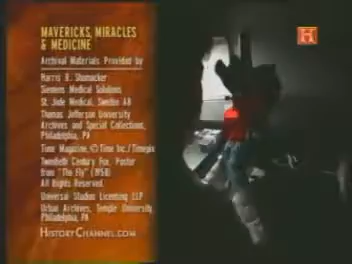 MAVERICKS, MIRACLES
& MEDICINE
Archival Materials Provided by
Harris B. Shumacker
Siemens Medical Solutions
St. Jude Medical, Sweden AB
Thomas Jefferson University
Archives and Special Collections,
Philadelphia, PA
Time Magazine, © Time Inc./Timepix
Twentieth Century Fox. Poster
from "The Fly" (1958)
All Rights Reserved.
Universal Studios Licensing LLLP
Urban Archives, Temple University
Philadelphia, PA
HISTORYCHANNEL.COM
H